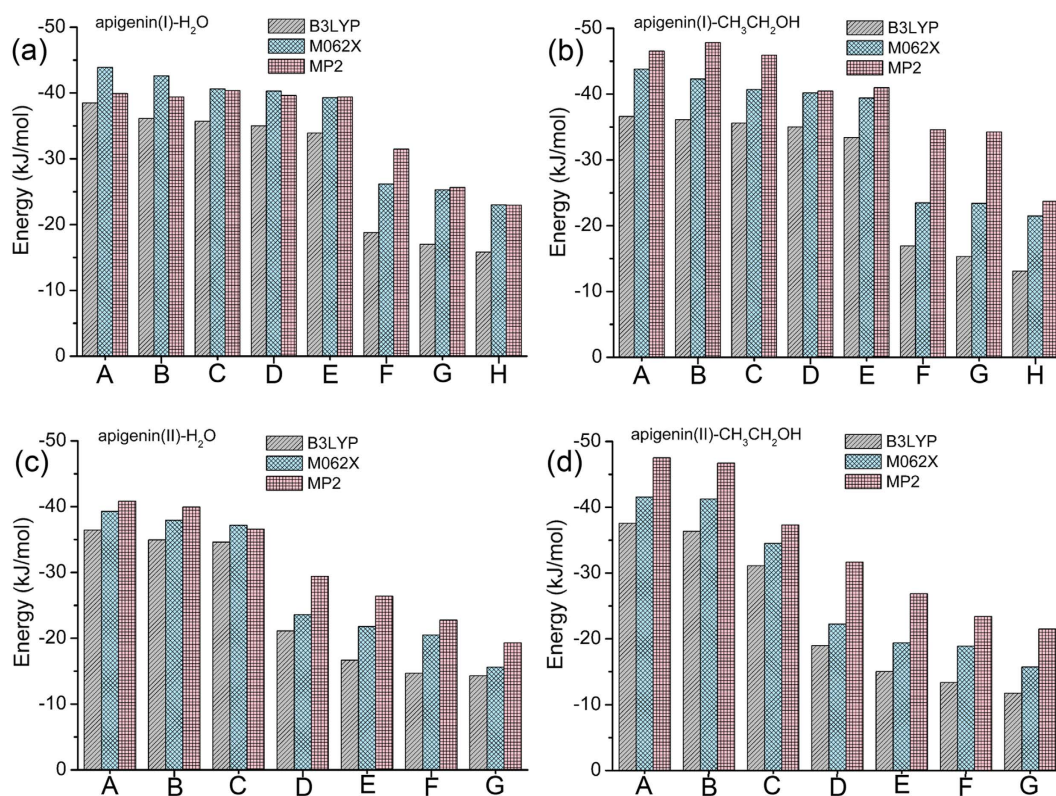 (a)
apigenin(I)-H₂O
B3LYP
M062X
MP2
Energy (kJ/mol)
-50
-40
-30
-20
-10
0
A B C D E F G H
(b)
apigenin(I)-CH₃CH₂OH
B3LYP
M062X
MP2
Energy (kJ/mol)
-50
-40
-30
-20
-10
0
A B C D E F G H
(c)
apigenin(II)-H₂O
B3LYP
M062X
MP2
Energy (kJ/mol)
-50
-40
-30
-20
-10
0
A B C D E F G
(d)
apigenin(II)-CH₃CH₂OH
B3LYP
M062X
MP2
Energy (kJ/mol)
-50
-40
-30
-20
-10
0
A B C D E F G